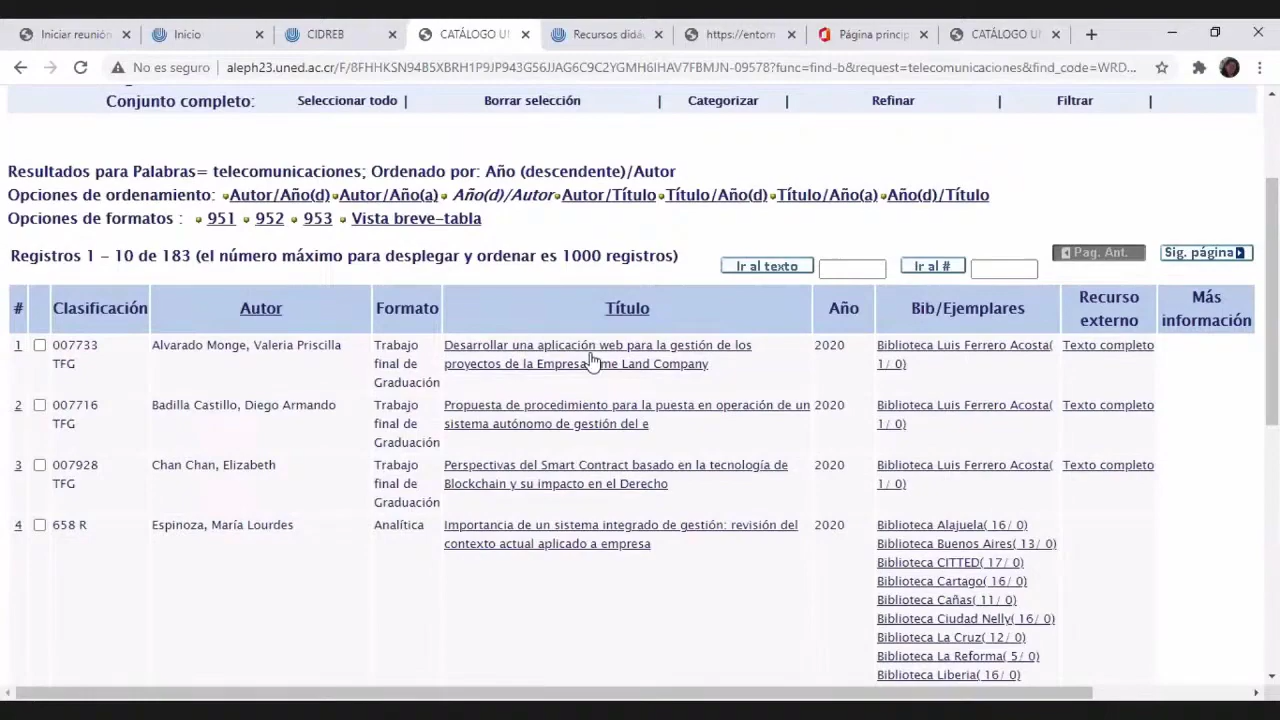 Iniciar reunión
Inicio
CIDREB
CATÁLOGO U
Recursos didá
https://entorn
Página princip
CATÁLOGO U
No es seguro
aleph23.uned.ac.cr/F/8FHHKSN94B5XBRH1P9JP943G56JJAG6C9C2YGMH6IHAV7FBMJN-09578?func=find-b&request=telecomunicaciones&find_code=WRD...
Conjunto completo: Seleccionar todo | Borrar selección | Categorizar | Refinar | Filtrar |
Resultados para Palabras= telecomunicaciones; Ordenado por: Año (descendente)/Autor
Opciones de ordenamiento: Autor/Año(d) Autor/Año(a) Año(d)/Autor Autor/Título Título/Año(d) Título/Año(a) Año(d)/Título
Opciones de formatos : 951 952 953 Vista breve-tabla
Registros 1 - 10 de 183 (el número máximo para desplegar y ordenar es 1000 registros)
Ir al texto
Ir al #
Pag. Ant.
Sig. página
# Clasificación Autor Formato Título Año Bib/Ejemplares Recurso externo Más información
1 007733 Alvarado Monge, Valeria Priscilla Trabajo Desarrollar una aplicación web para la gestión de los 2020 Biblioteca Luis Ferrero Acosta( Texto completo
TFG final de proyectos de la Empresa me Land Company 1/ 0)
Graduación
2 007716 Badilla Castillo, Diego Armando Trabajo Propuesta de procedimiento para la puesta en operación de un 2020 Biblioteca Luis Ferrero Acosta( Texto completo
TFG final de sistema autónomo de gestión del e 1/ 0)
Graduación
3 007928 Chan Chan, Elizabeth Trabajo Perspectivas del Smart Contract basado en la tecnología de 2020 Biblioteca Luis Ferrero Acosta( Texto completo
TFG final de Blockchain y su impacto en el Derecho 1/ 0)
Graduación
4 658 R Espinoza, María Lourdes Analítica Importancia de un sistema integrado de gestión: revisión del 2020 Biblioteca Alajuela( 16/ 0)
contexto actual aplicado a empresa Biblioteca Buenos Aires( 13/ 0)
Biblioteca CITTED( 17/ 0)
Biblioteca Cartago( 16/ 0)
Biblioteca Cañas( 11/ 0)
Biblioteca Ciudad Nelly( 16/ 0)
Biblioteca La Cruz( 12/ 0)
Biblioteca La Reforma( 5/ 0)
Biblioteca Liberia( 16/ 0)